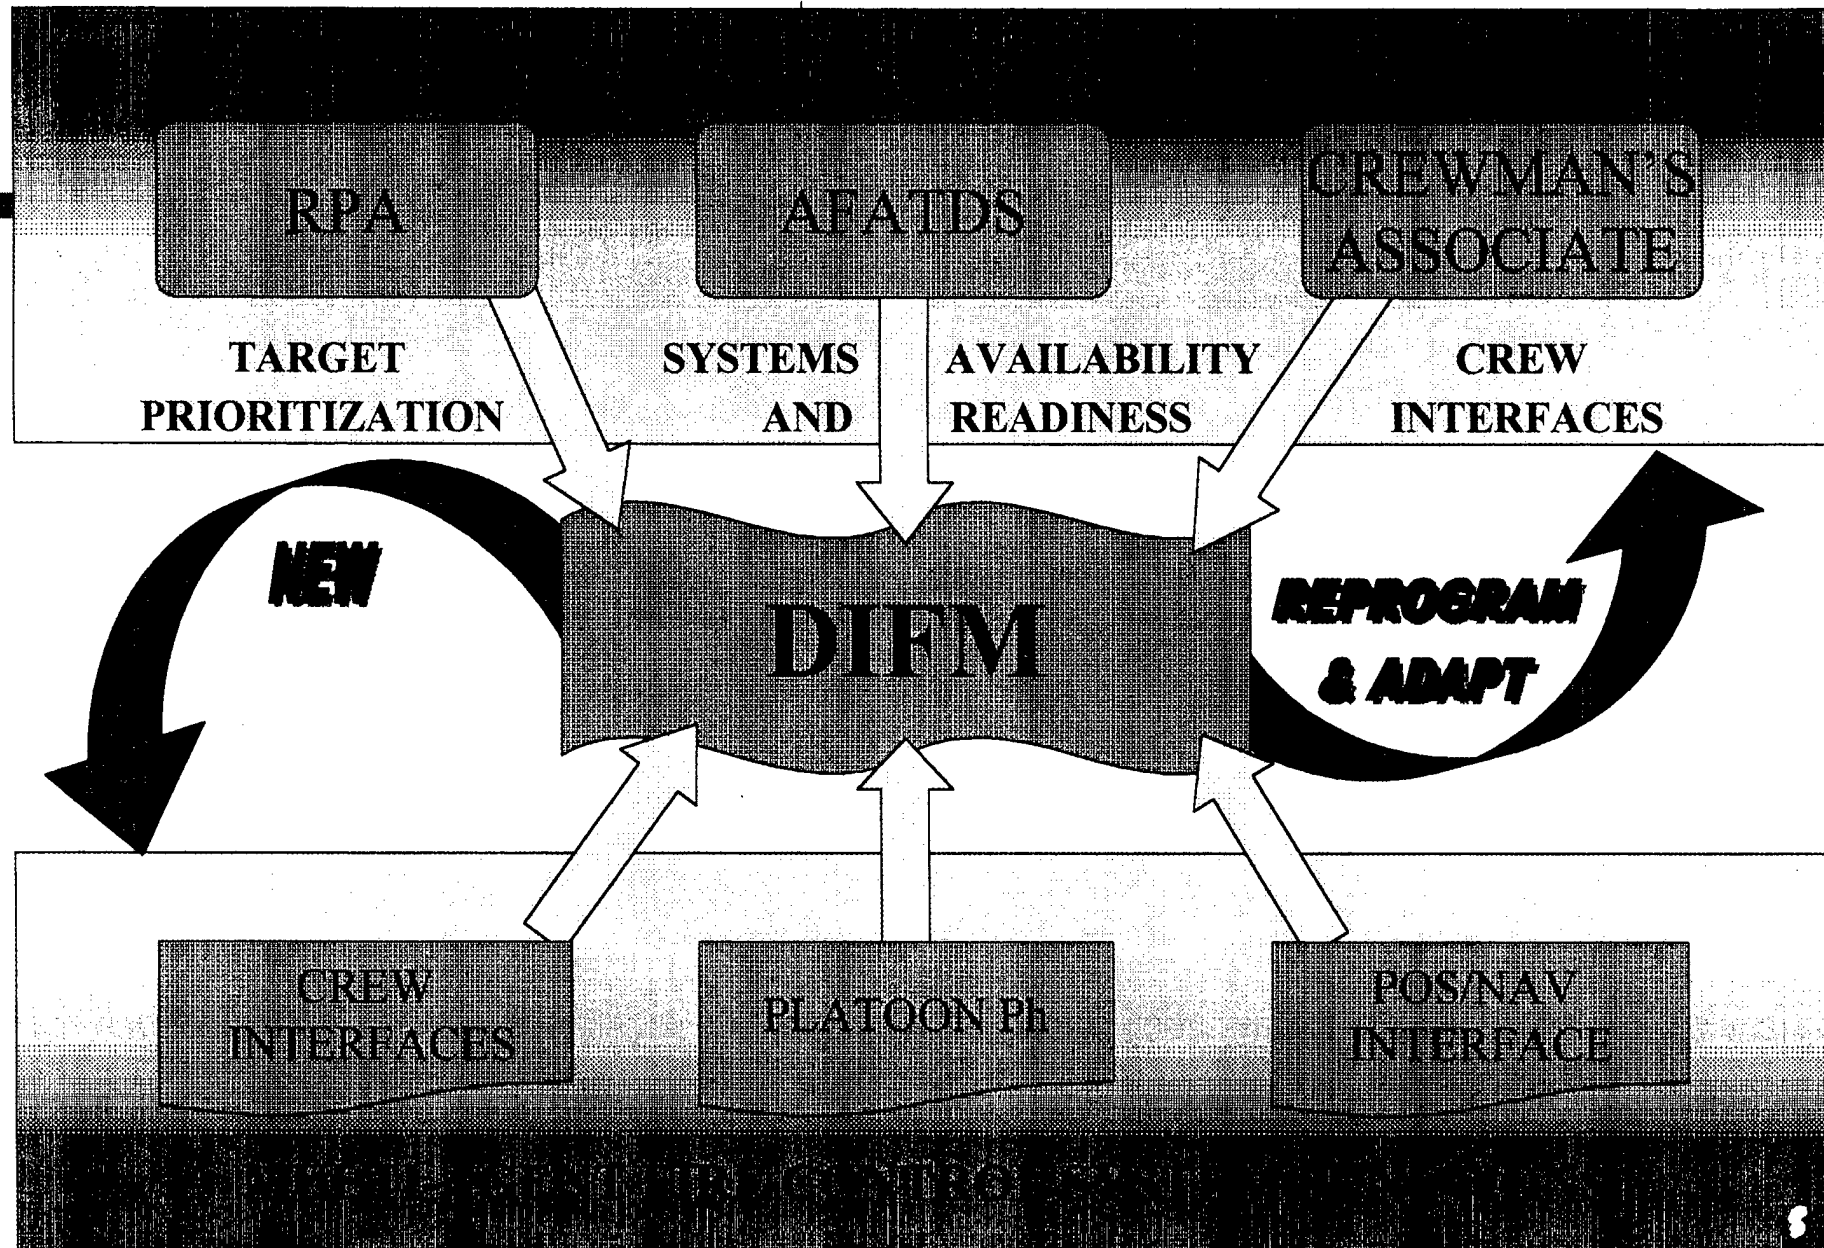 RPA
AFATDS
CREWMAN'S
ASSOCIATE
TARGET
PRIORITIZATION
SYSTEMS AVAILABILITY
AND READINESS
CREW
INTERFACES
NEW
DIFM
REPROGRAM
& ADAPT
CREW
INTERFACES
PLATOON Ph
POS/NAV
INTERFACE